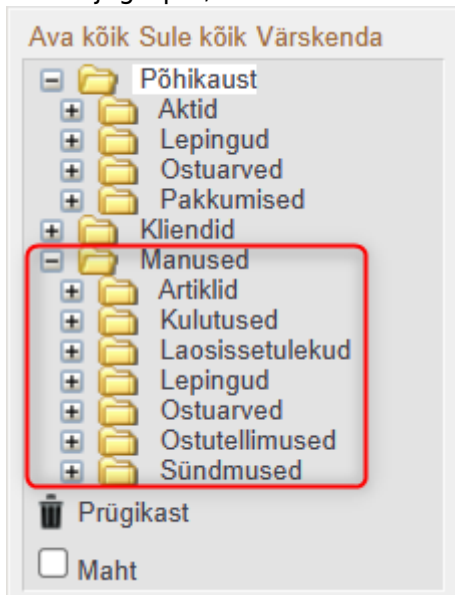 Ava kõik Sule kõik Värskenda
Põhikaust
Aktid
Lepingud
Ostuarved
Pakkumised
Kliendid
Manused
Artiklid
Kulutused
Laosissetulekud
Lepingud
Ostuarved
Ostutellimused
Sündmused
Prügikast
Maht